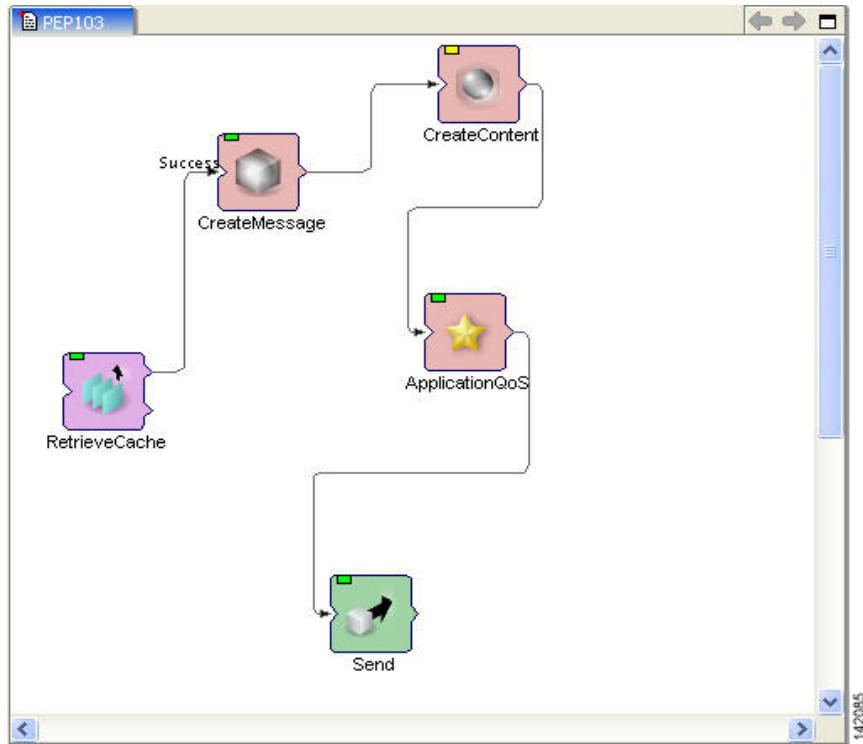 PEP103
CreateContent
Success
CreateMessage
ApplicationQoS
RetrieveCache
Send
142085